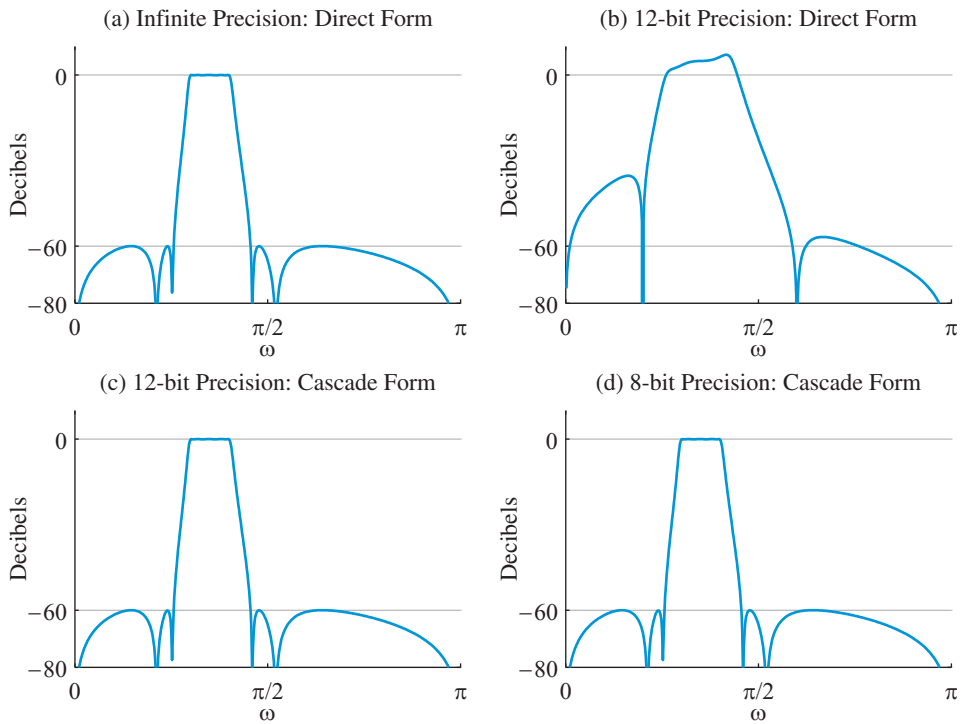 (a) Infinite Precision: Direct Form
0
−60
−80
Decibels
0
π/2
π
ω
(b) 12-bit Precision: Direct Form
0
−60
−80
Decibels
0
π/2
π
ω
(c) 12-bit Precision: Cascade Form
0
−60
−80
Decibels
0
π/2
π
ω
(d) 8-bit Precision: Cascade Form
0
−60
−80
Decibels
0
π/2
π
ω